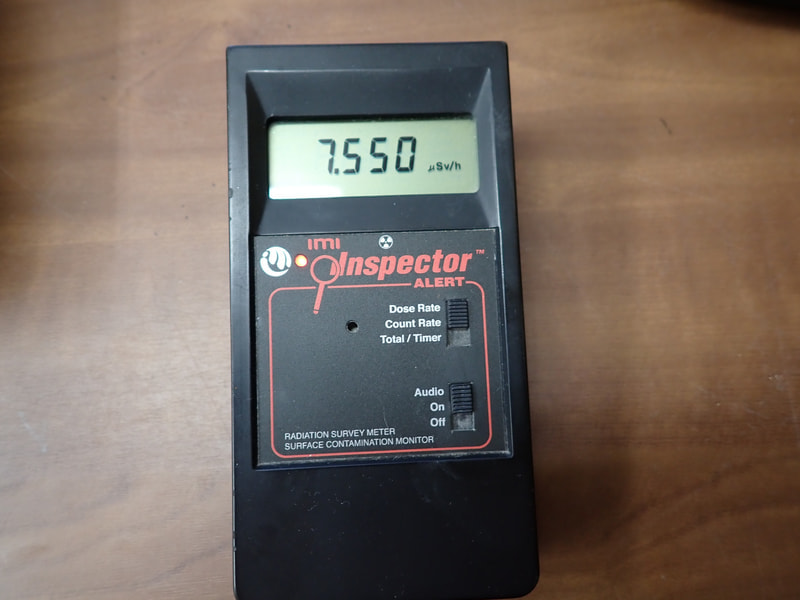 7.550 µSv/h
imi
Inspector™
ALERT
Dose Rate
Count Rate
Total / Timer
Audio
On
Off
RADIATION SURVEY METER
SURFACE CONTAMINATION MONITOR